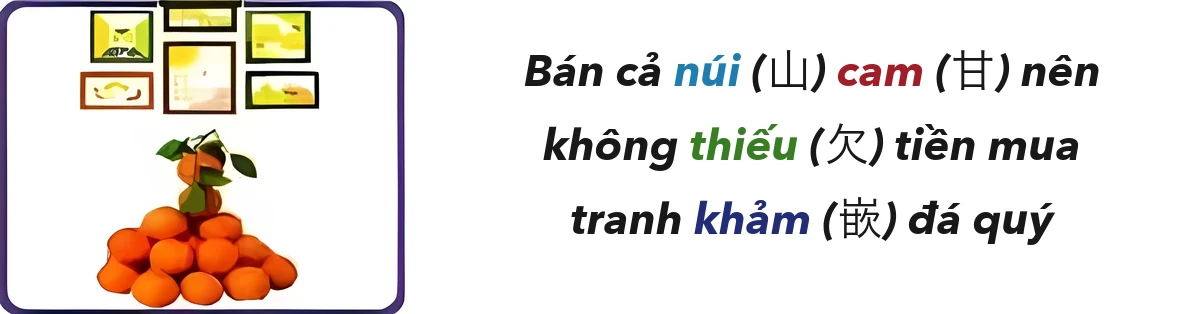 Bán cả núi (山) cam (甘) nên
không thiếu (欠) tiền mua
tranh khảm (嵌) đá quý